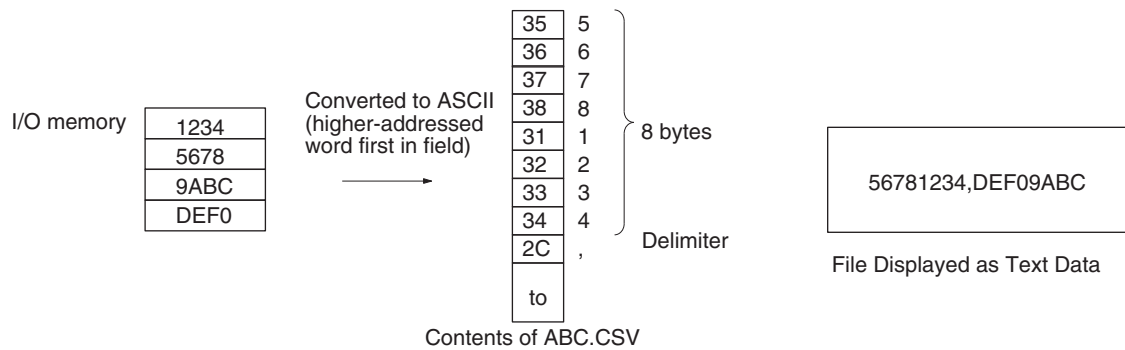 I/O memory
1234
5678
9ABC
DEF0
Converted to ASCII
(higher-addressed
word first in field)
35 5
36 6
37 7
38 8
31 1
32 2
33 3
34 4
2C ,
to
8 bytes
Delimiter
Contents of ABC.CSV
56781234,DEF09ABC
File Displayed as Text Data